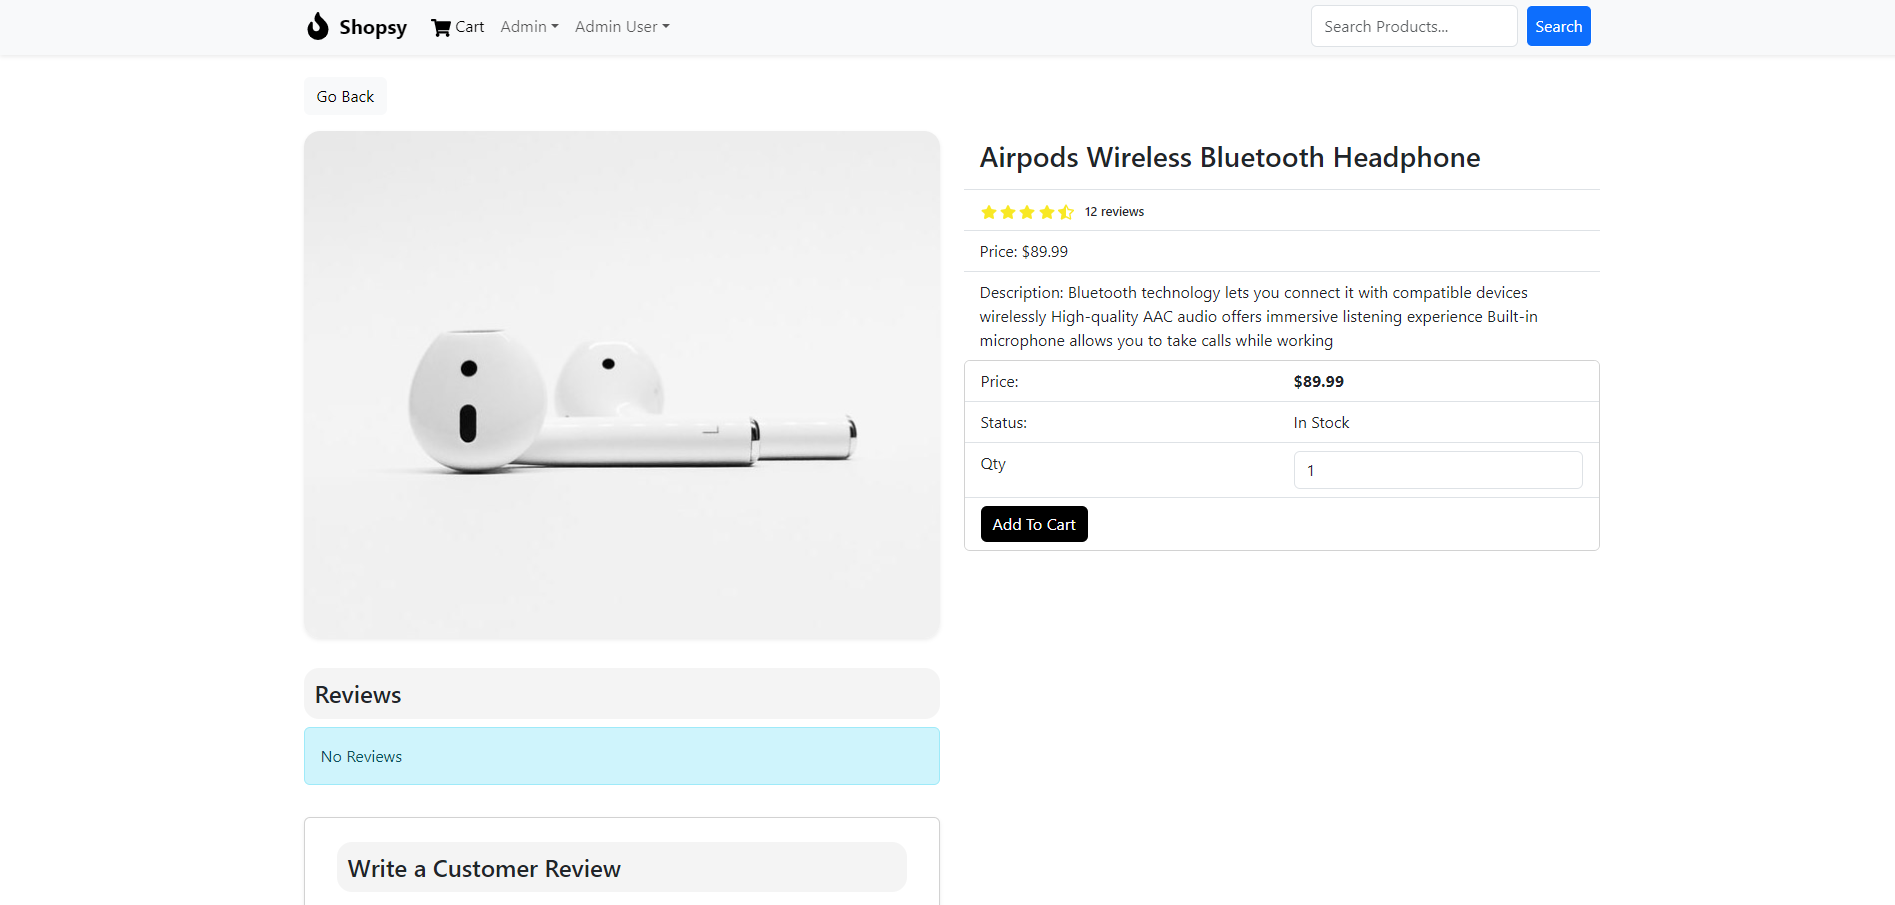 Shopsy
Cart
Admin
Admin User
Search Products...
Search
Go Back
Airpods Wireless Bluetooth Headphone
12 reviews
Price: $89.99
Description: Bluetooth technology lets you connect it with compatible devices
wirelessly High-quality AAC audio offers immersive listening experience Built-in
microphone allows you to take calls while working
Price: $89.99
Status: In Stock
Qty 1
Add To Cart
Reviews
No Reviews
Write a Customer Review